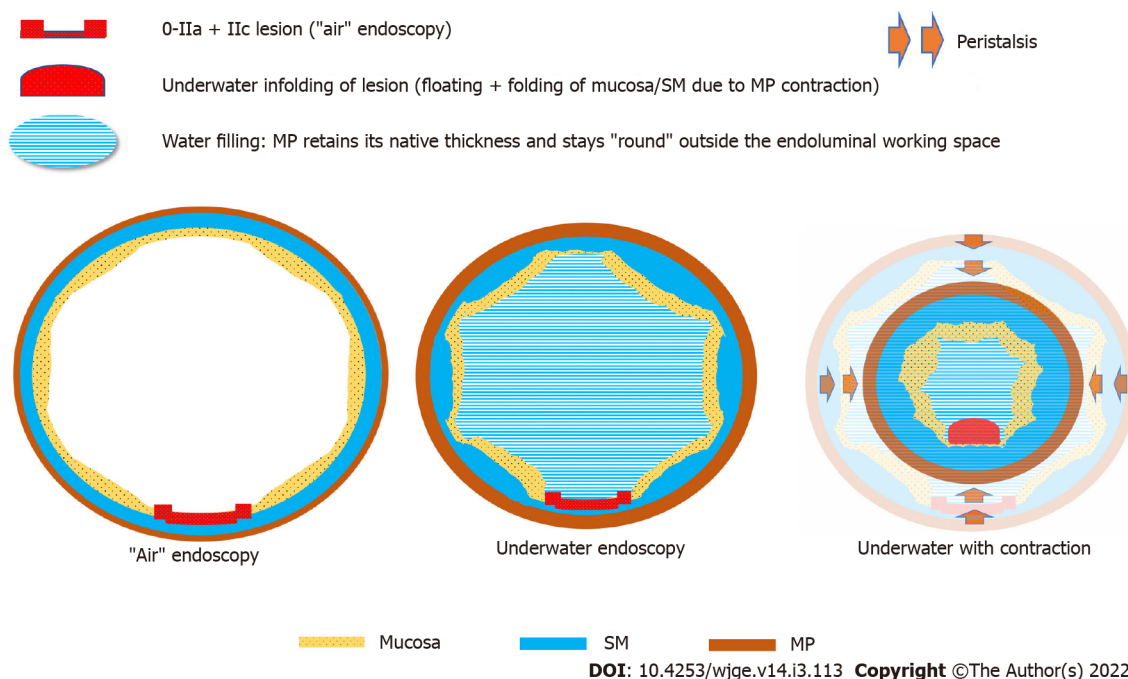 0-IIa + IIc lesion ("air" endoscopy)
Peristalsis
Underwater infolding of lesion (floating + folding of mucosa/SM due to MP contraction)
Water filling: MP retains its native thickness and stays "round" outside the endoluminal working space
"Air" endoscopy
Underwater endoscopy
Underwater with contraction
Mucosa
SM
MP
DOI: 10.4253/wjge.v14.i3.113 Copyright ©The Author(s) 2022